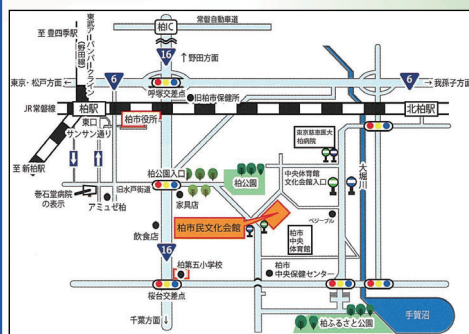 至 豊四季駅
東武アーバンパークライン
(野田線)
柏IC
常磐自動車道
16
↑野田方面
6
東京・松戸方面←
呼塚交差点
旧柏市保健所
6
→我孫子方面
JR常磐線
柏駅
北柏駅
東口
サンサン通り
柏市役所
至 新柏駅
東京慈恵医大
柏病院
大堀川
柏公園入口
柏公園
中央体育館
文化会館入口
巻石堂病院
の表示
旧水戸街道
アミュゼ柏
家具店
飲食店
柏市民文化会館
ベジーブル
柏市
中央
体育館
16
柏第五小学校
柏市
中央保健センター
桜台交差点
千葉方面↓
柏ふるさと公園
手賀沼